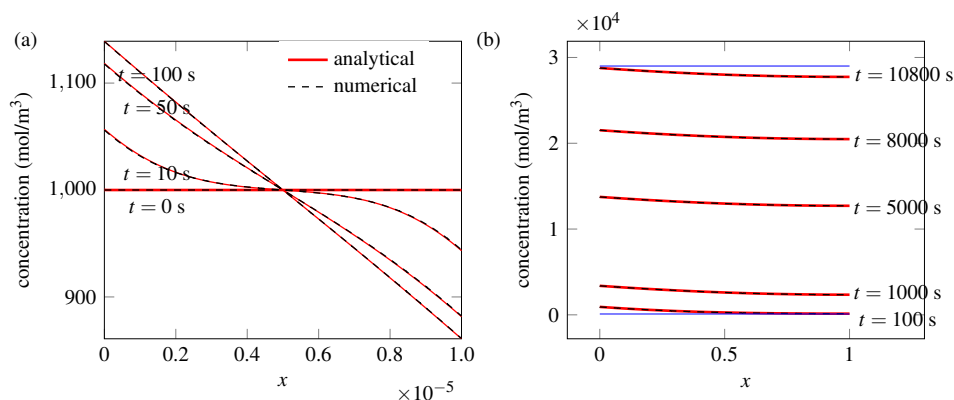 (a)
concentration (mol/m³)
1,100
1,000
900
t = 100 s
t = 50 s
t = 10 s
t = 0 s
analytical
numerical
0 0.2 0.4 0.6 0.8 1.0
x
×10⁻⁵
(b)
×10⁴
concentration (mol/m³)
3
2
1
0
t = 10800 s
t = 8000 s
t = 5000 s
t = 1000 s
t = 100 s
0 0.5 1
x